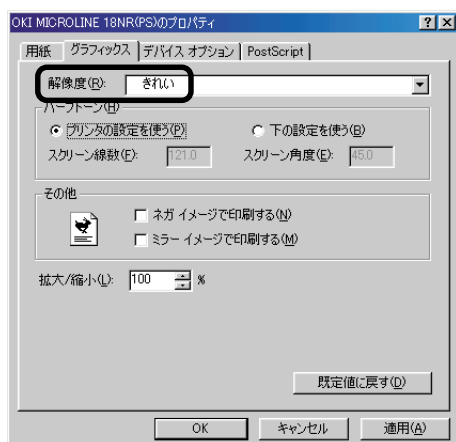 OKI MICROLINE 18NR(PS)のプロパティ
用紙 グラフィックス デバイス オプション PostScript
解像度(R): きれい
ハーフトーン(H)
プリンタの設定を使う(P) 下の設定を使う(B)
スクリーン線数(F): 121.0 スクリーン角度(E): 45.0
その他
ネガ イメージで印刷する(N)
ミラー イメージで印刷する(M)
拡大/縮小(L): 100 %
既定値に戻す(D)
OK キャンセル 適用(A)